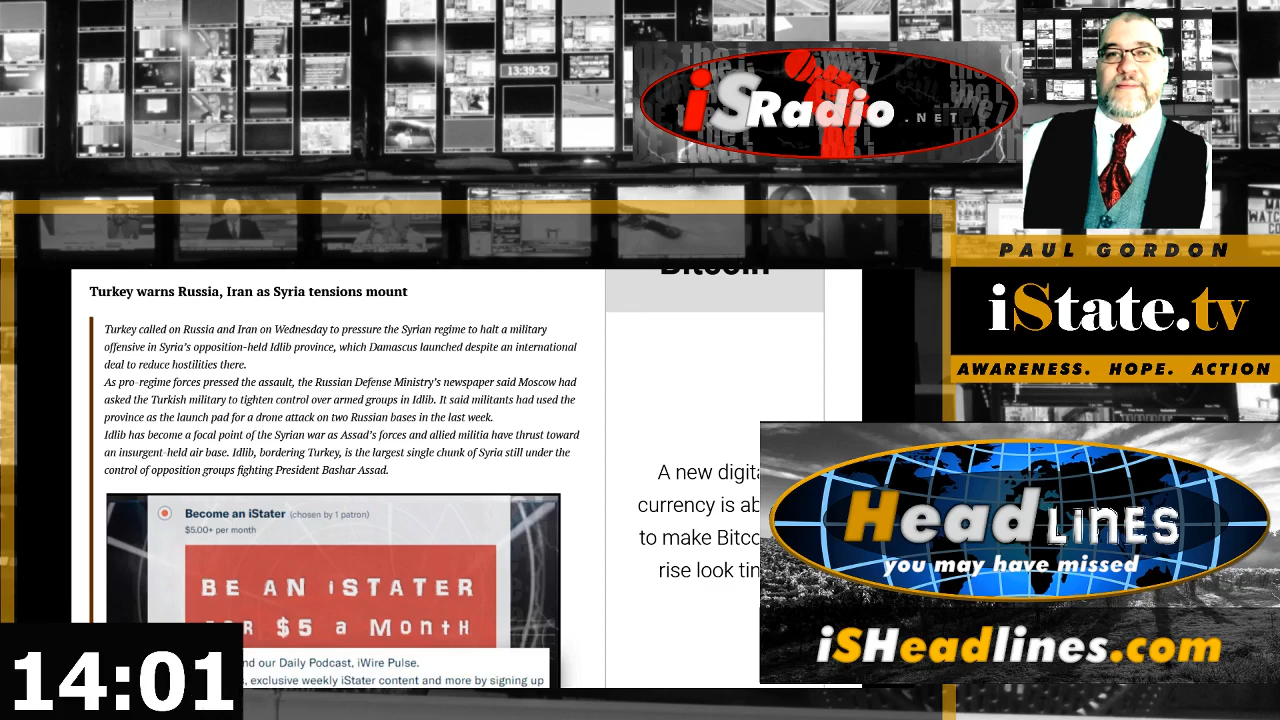 13:39:32
iSRadio.NET
PAUL GORDON
iState.tv
AWARENESS. HOPE. ACTION
Turkey warns Russia, Iran as Syria tensions mount
Turkey called on Russia and Iran on Wednesday to pressure the Syrian regime to halt a military
offensive in Syria's opposition-held Idlib province, which Damascus launched despite an international
deal to reduce hostilities there.
As pro-regime forces pressed the assault, the Russian Defense Ministry's newspaper said Moscow had
asked the Turkish military to tighten control over armed groups in Idlib. It said militants had used the
province as the launch pad for a drone attack on two Russian bases in the last week.
Idlib has become a focal point of the Syrian war as Assad's forces and allied militia have thrust toward
an insurgent-held air base. Idlib, bordering Turkey, is the largest single chunk of Syria still under the
control of opposition groups fighting President Bashar Assad.
Become an iStater (chosen by 1 patron)
$5.00+ per month
BE AN iSTATER
$5 a MonTH
our Daily Podcast, iWire Pulse.
, exclusive weekly iStater content and more by signing up
Bitcoin
A new
currency is
to make
rise look
HeadLINES
you may have missed
iSHeadlines.com
14:01